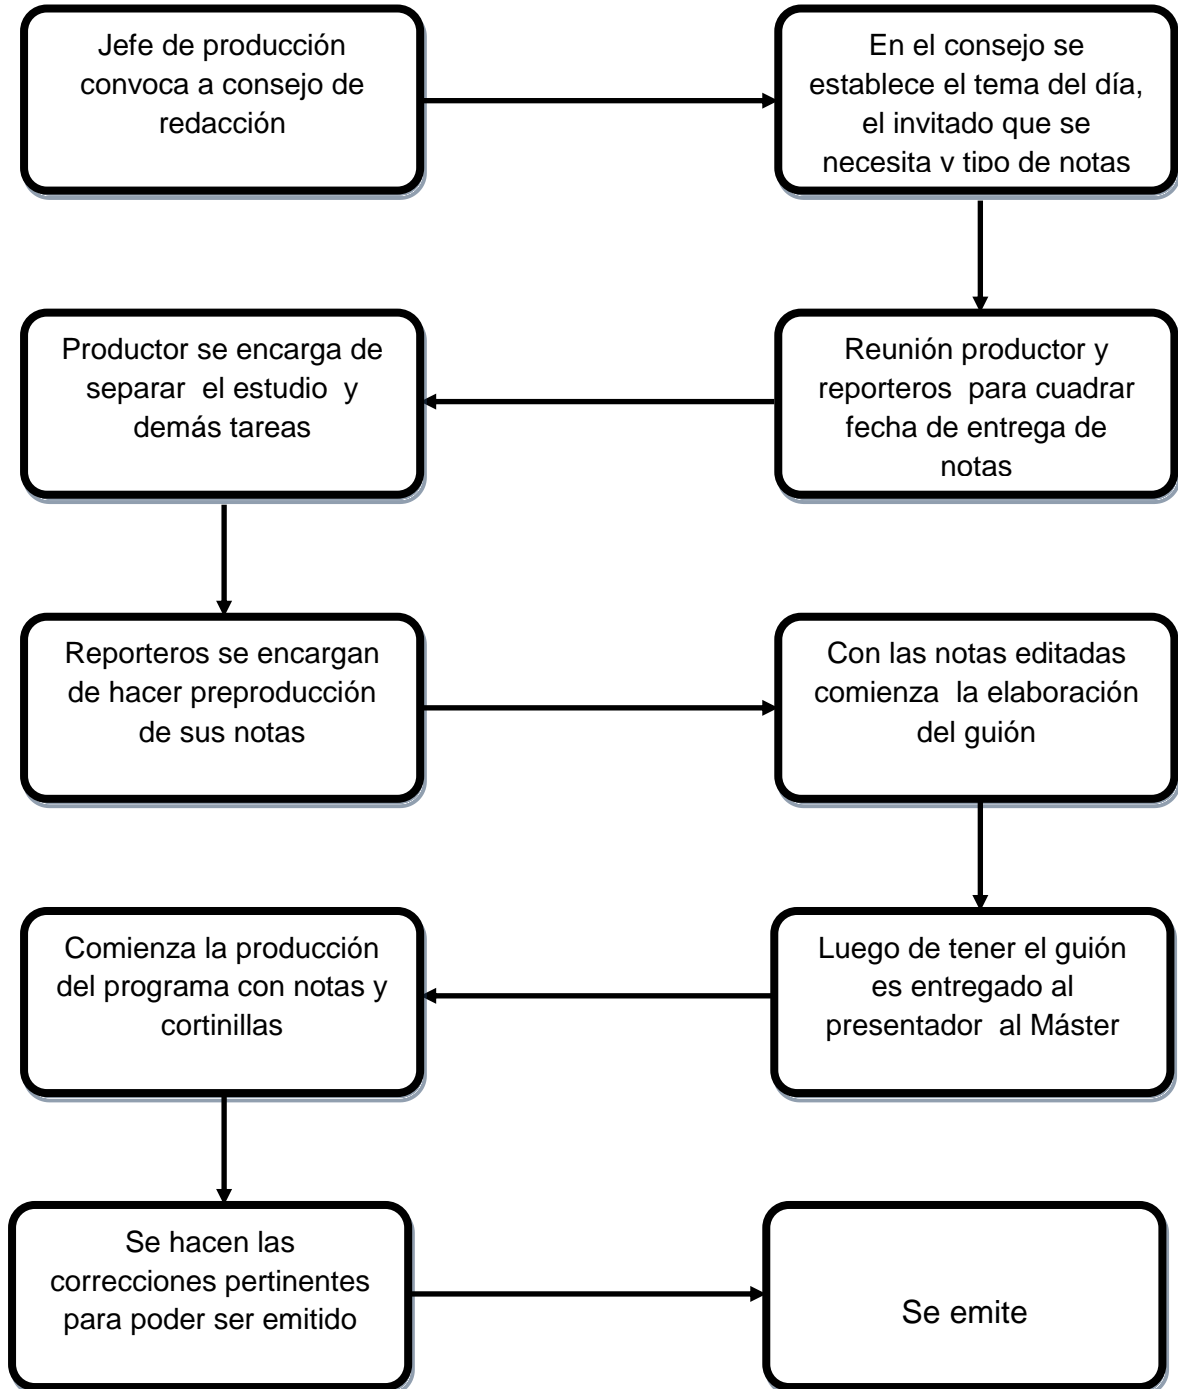 Jefe de producción
convoca a consejo de
redacción
En el consejo se
establece el tema del día,
el invitado que se
necesita y tipo de notas
Reunión productor y
reporteros para cuadrar
fecha de entrega de
notas
Productor se encarga de
separar el estudio y
demás tareas
Reporteros se encargan
de hacer preproducción
de sus notas
Con las notas editadas
comienza la elaboración
del guión
Luego de tener el guión
es entregado al
presentador al Máster
Comienza la producción
del programa con notas y
cortinillas
Se hacen las
correcciones pertinentes
para poder ser emitido
Se emite